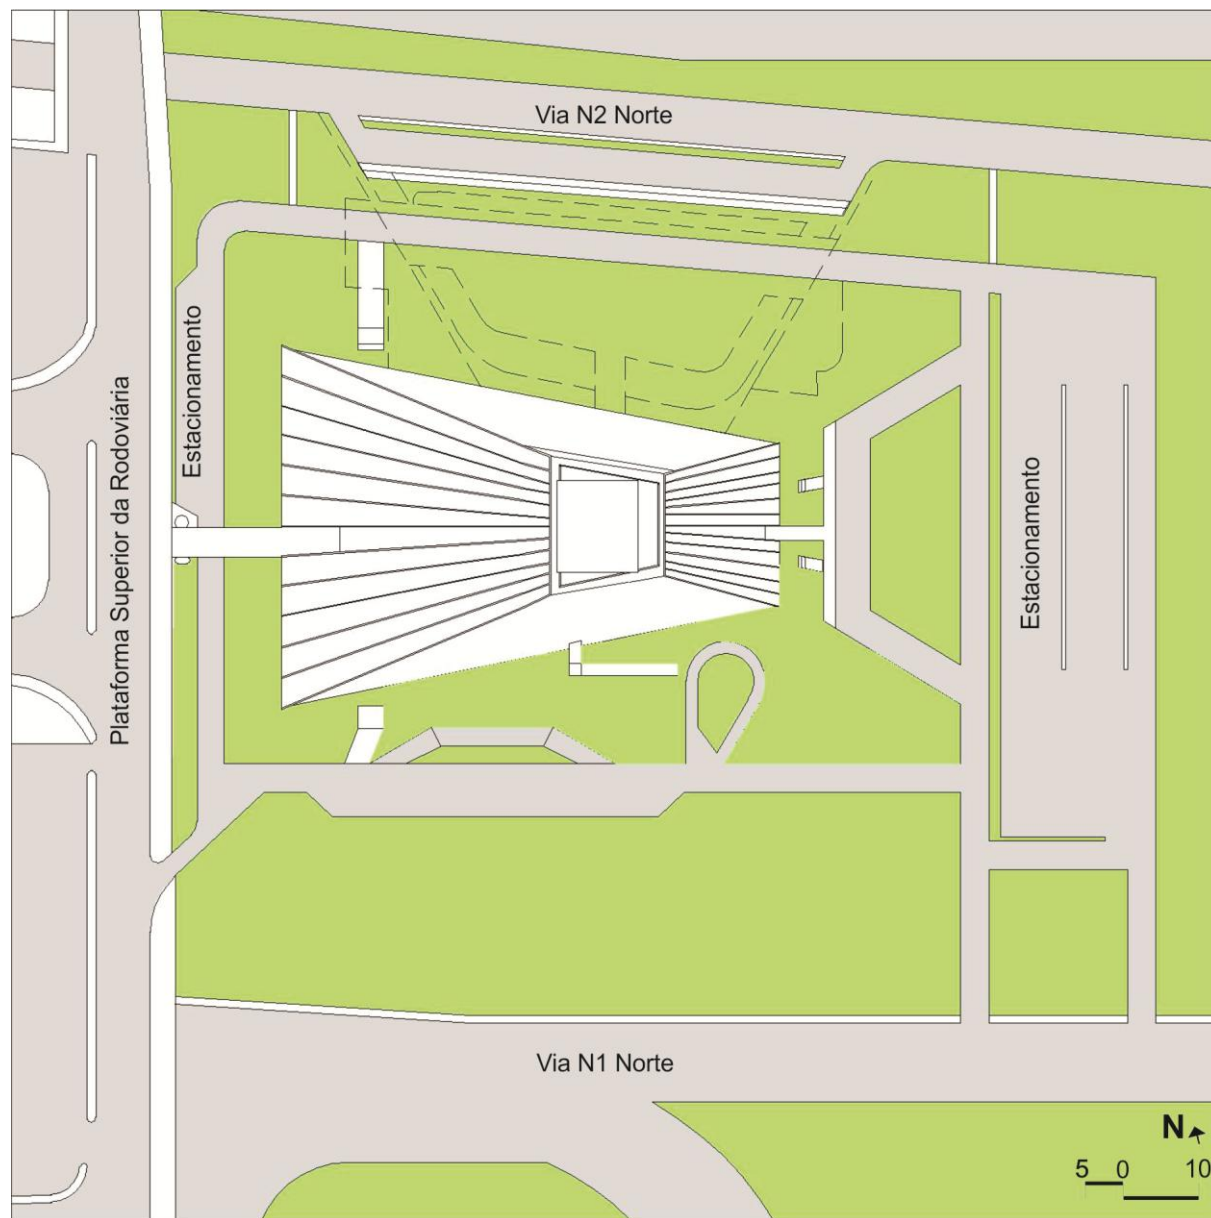 Via N2 Norte
Estacionamento
Plataforma Superior da Rodoviária
Estacionamento
Via N1 Norte
N
5 0 10